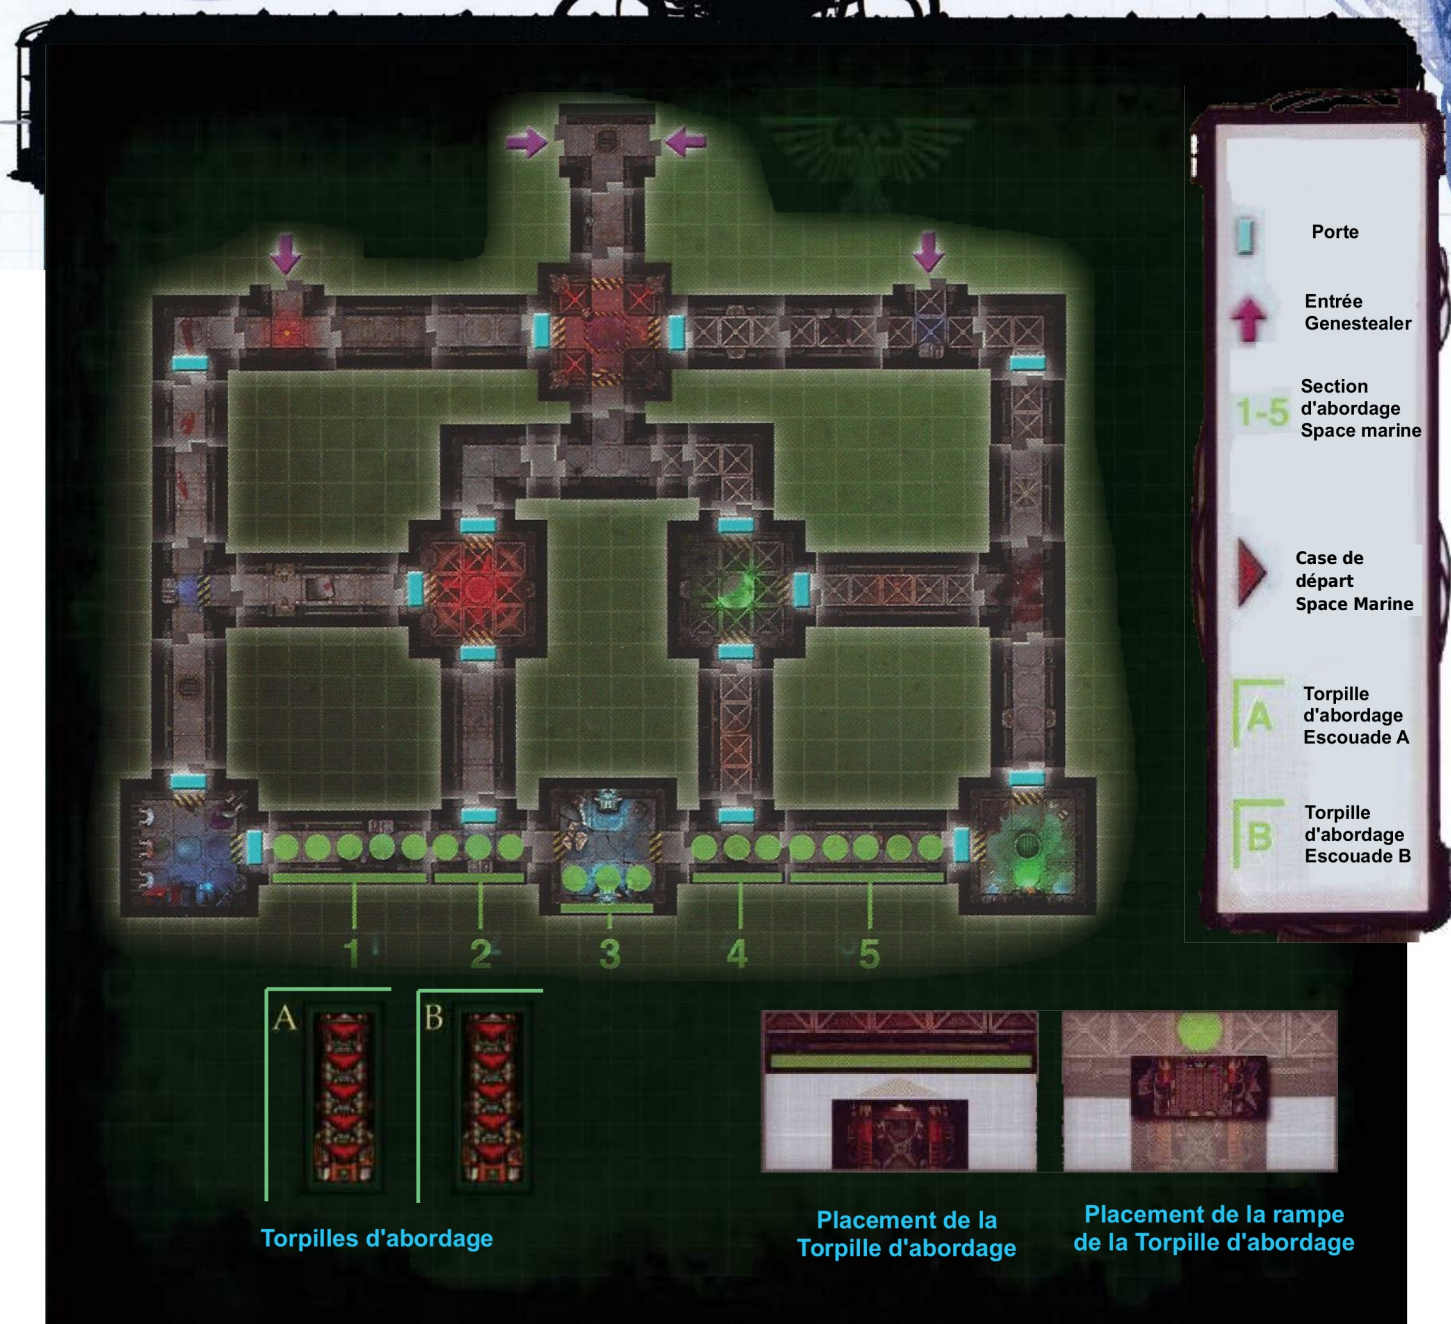 Porte
Entrée
Genestealer
1-5
Section
d'abordage
Space marine
Case de
départ
Space Marine
A
Torpille
d'abordage
Escouade A
B
Torpille
d'abordage
Escouade B
1 2 3 4 5
A B
Torpilles d'abordage
Placement de la
Torpille d'abordage
Placement de la rampe
de la Torpille d'abordage